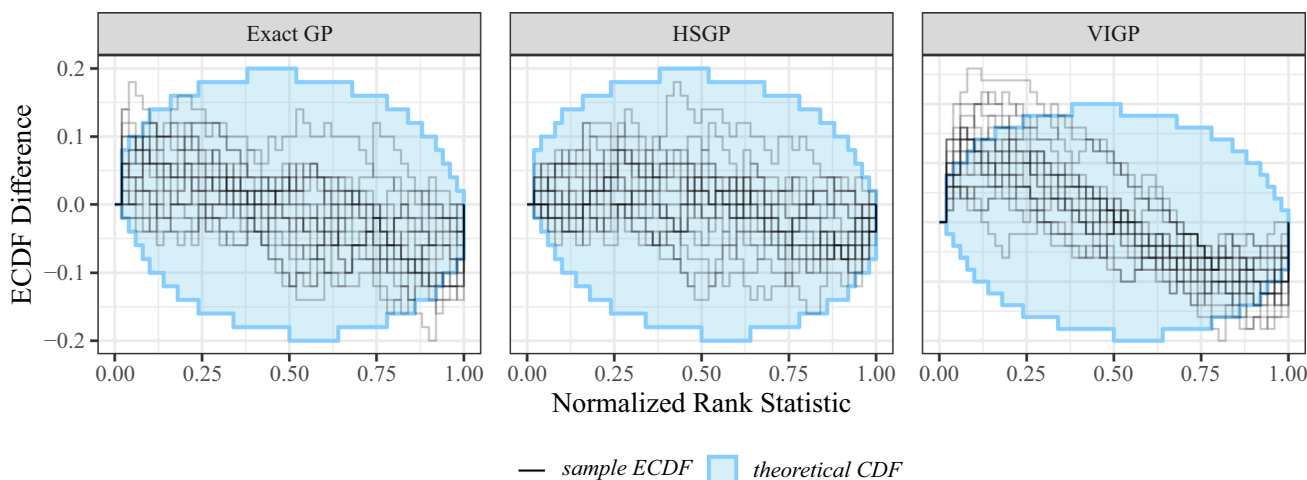 Exact GP
HSGP
VIGP
ECDF Difference
0.2
0.1
0.0
−0.1
−0.2
0.00 0.25 0.50 0.75 1.00
0.00 0.25 0.50 0.75 1.00
0.00 0.25 0.50 0.75 1.00
Normalized Rank Statistic
sample ECDF theoretical CDF